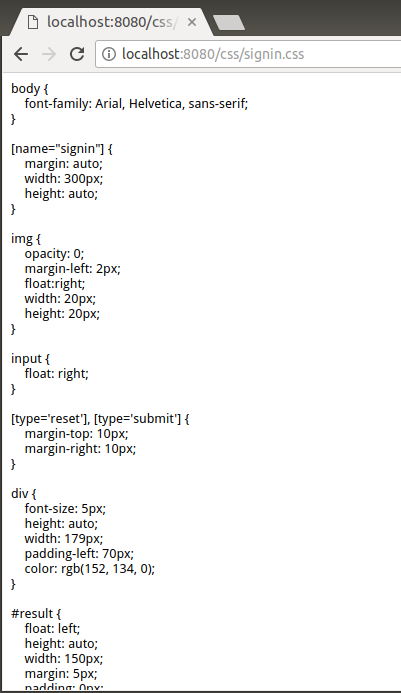 localhost:8080/css/
localhost:8080/css/signin.css
body {
    font-family: Arial, Helvetica, sans-serif;
}

[name="signin"] {
    margin: auto;
    width: 300px;
    height: auto;
}

img {
    opacity: 0;
    margin-left: 2px;
    float:right;
    width: 20px;
    height: 20px;
}

input {
    float: right;
}

[type='reset'], [type='submit'] {
    margin-top: 10px;
    margin-right: 10px;
}

div {
    font-size: 5px;
    height: auto;
    width: 179px;
    padding-left: 70px;
    color: rgb(152, 134, 0);
}

#result {
    float: left;
    height: auto;
    width: 150px;
    margin: 5px;
    padding: 0px;